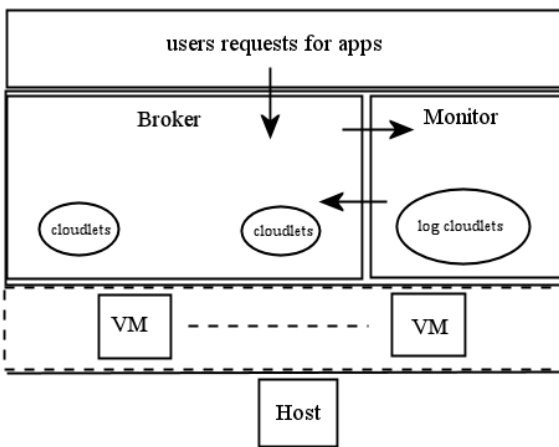 users requests for apps
Broker
Monitor
cloudlets
cloudlets
log cloudlets
VM
VM
Host